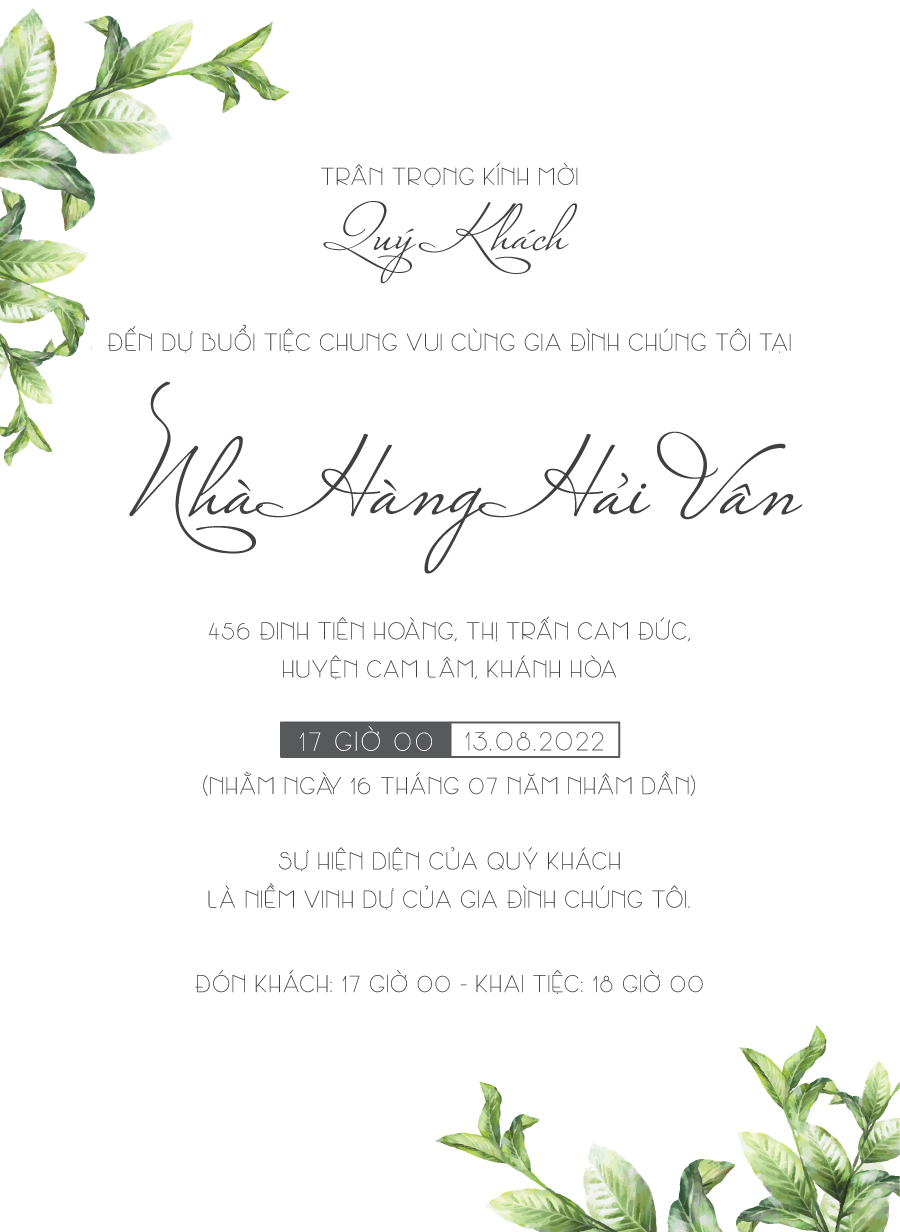 TRÂN TRỌNG KÍNH MỜI
Quý Khách
ĐẾN DỰ BUỔI TIỆC CHUNG VUI CÙNG GIA ĐÌNH CHÚNG TÔI TẠI
Nhà Hàng Hải Vân
456 ĐINH TIÊN HOÀNG, THỊ TRẤN CAM ĐỨC,
HUYỆN CAM LÂM, KHÁNH HÒA
17 GIỜ 00 13.08.2022
(NHẰM NGÀY 16 THÁNG 07 NĂM NHÂM DẦN)
SỰ HIỆN DIỆN CỦA QUÝ KHÁCH
LÀ NIỀM VINH DỰ CỦA GIA ĐÌNH CHÚNG TÔI.
ĐÓN KHÁCH: 17 GIỜ 00 - KHAI TIỆC: 18 GIỜ 00